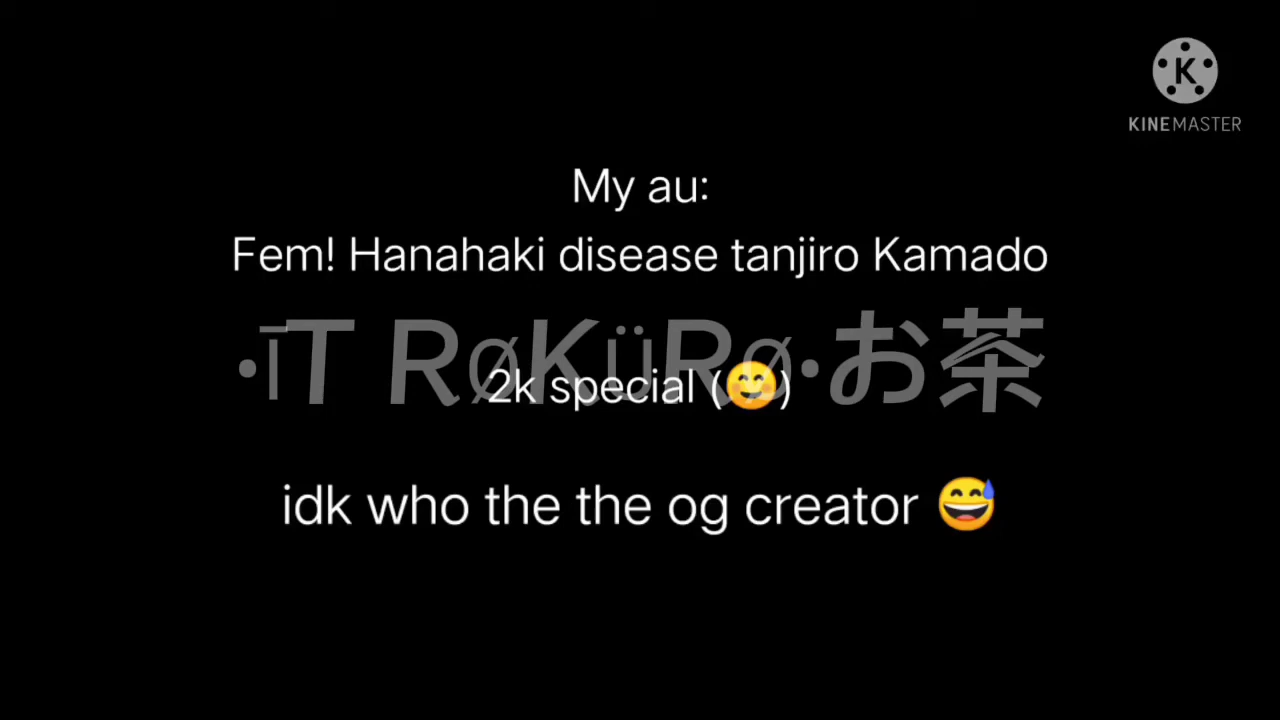 KINEMASTER
My au:
Fem! Hanahaki disease tanjiro Kamado
•īT RøKüRø•お茶
2k special (😊)
idk who the the og creator 😅